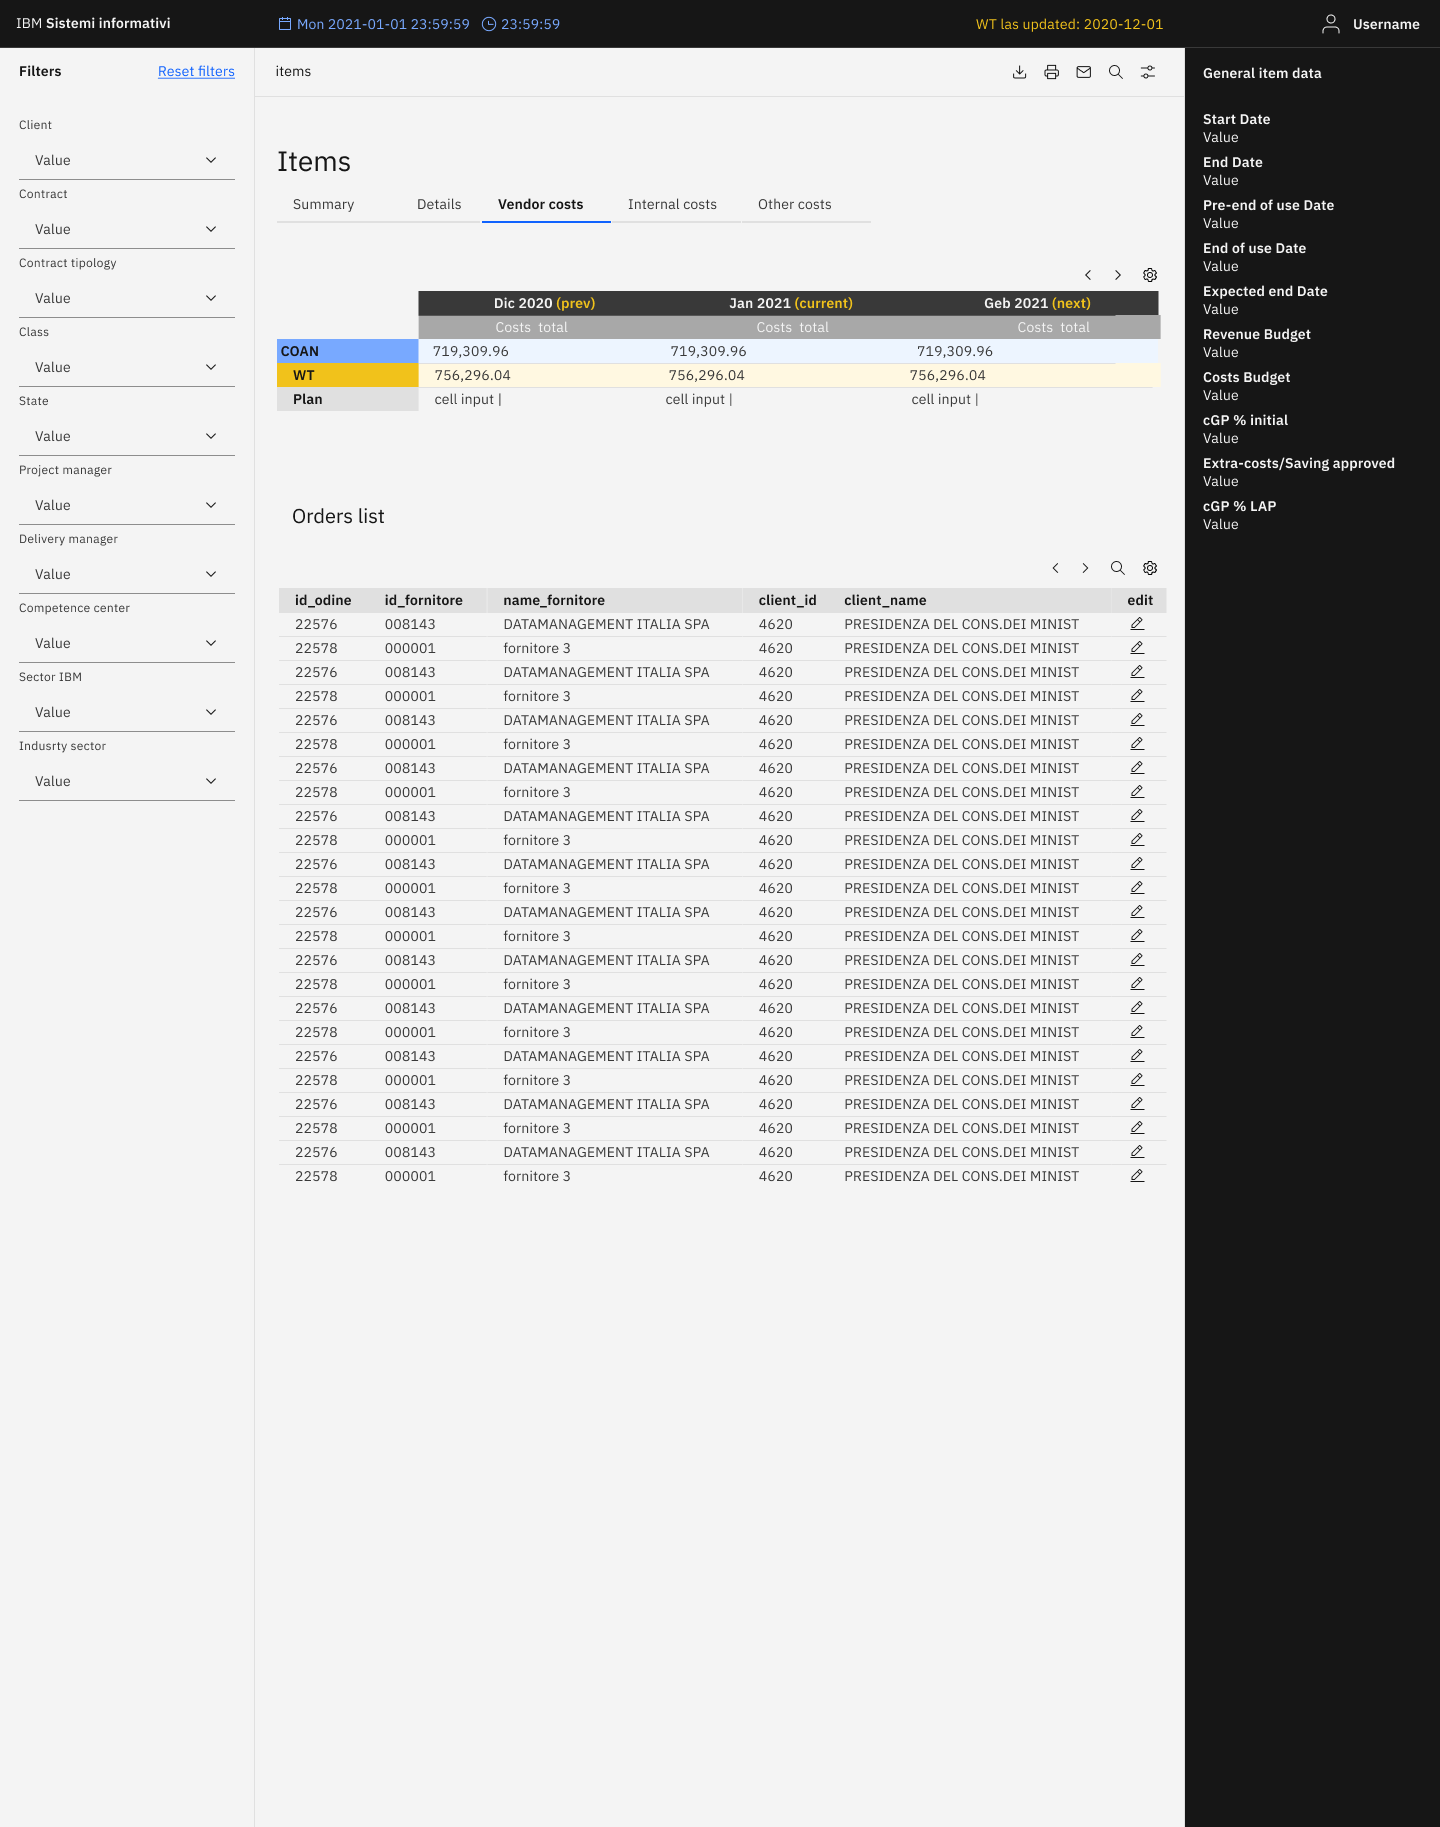 IBM Sistemi informativi
Mon 2021-01-01 23:59:59 23:59:59
WT las updated: 2020-12-01
Username
Filters Reset filters
Client
Value
Contract
Value
Contract tipology
Value
Class
Value
State
Value
Project manager
Value
Delivery manager
Value
Competence center
Value
Sector IBM
Value
Indusrty sector
Value
items
Items
Summary Details Vendor costs Internal costs Other costs
Dic 2020 (prev) Jan 2021 (current) Geb 2021 (next)
Costs total Costs total Costs total
COAN 719,309.96 719,309.96 719,309.96
WT 756,296.04 756,296.04 756,296.04
Plan cell input | cell input | cell input |
Orders list
id_odine id_fornitore name_fornitore client_id client_name edit
22576 008143 DATAMANAGEMENT ITALIA SPA 4620 PRESIDENZA DEL CONS.DEI MINIST
22578 000001 fornitore 3 4620 PRESIDENZA DEL CONS.DEI MINIST
22576 008143 DATAMANAGEMENT ITALIA SPA 4620 PRESIDENZA DEL CONS.DEI MINIST
22578 000001 fornitore 3 4620 PRESIDENZA DEL CONS.DEI MINIST
22576 008143 DATAMANAGEMENT ITALIA SPA 4620 PRESIDENZA DEL CONS.DEI MINIST
22578 000001 fornitore 3 4620 PRESIDENZA DEL CONS.DEI MINIST
22576 008143 DATAMANAGEMENT ITALIA SPA 4620 PRESIDENZA DEL CONS.DEI MINIST
22578 000001 fornitore 3 4620 PRESIDENZA DEL CONS.DEI MINIST
22576 008143 DATAMANAGEMENT ITALIA SPA 4620 PRESIDENZA DEL CONS.DEI MINIST
22578 000001 fornitore 3 4620 PRESIDENZA DEL CONS.DEI MINIST
22576 008143 DATAMANAGEMENT ITALIA SPA 4620 PRESIDENZA DEL CONS.DEI MINIST
22578 000001 fornitore 3 4620 PRESIDENZA DEL CONS.DEI MINIST
22576 008143 DATAMANAGEMENT ITALIA SPA 4620 PRESIDENZA DEL CONS.DEI MINIST
22578 000001 fornitore 3 4620 PRESIDENZA DEL CONS.DEI MINIST
22576 008143 DATAMANAGEMENT ITALIA SPA 4620 PRESIDENZA DEL CONS.DEI MINIST
22578 000001 fornitore 3 4620 PRESIDENZA DEL CONS.DEI MINIST
22576 008143 DATAMANAGEMENT ITALIA SPA 4620 PRESIDENZA DEL CONS.DEI MINIST
22578 000001 fornitore 3 4620 PRESIDENZA DEL CONS.DEI MINIST
22576 008143 DATAMANAGEMENT ITALIA SPA 4620 PRESIDENZA DEL CONS.DEI MINIST
22578 000001 fornitore 3 4620 PRESIDENZA DEL CONS.DEI MINIST
22576 008143 DATAMANAGEMENT ITALIA SPA 4620 PRESIDENZA DEL CONS.DEI MINIST
22578 000001 fornitore 3 4620 PRESIDENZA DEL CONS.DEI MINIST
22576 008143 DATAMANAGEMENT ITALIA SPA 4620 PRESIDENZA DEL CONS.DEI MINIST
22578 000001 fornitore 3 4620 PRESIDENZA DEL CONS.DEI MINIST
General item data
Start Date
Value
End Date
Value
Pre-end of use Date
Value
End of use Date
Value
Expected end Date
Value
Revenue Budget
Value
Costs Budget
Value
cGP % initial
Value
Extra-costs/Saving approved
Value
cGP % LAP
Value